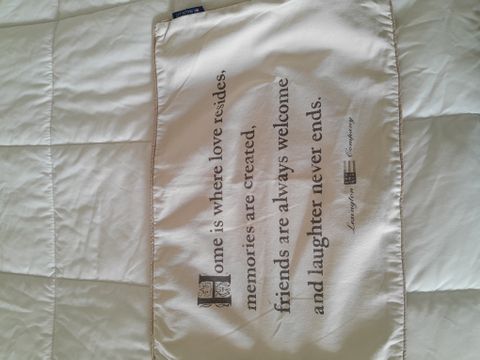 Home is where love resides,
memories are created,
friends are always welcome
and laughter never ends.
Lexington Company